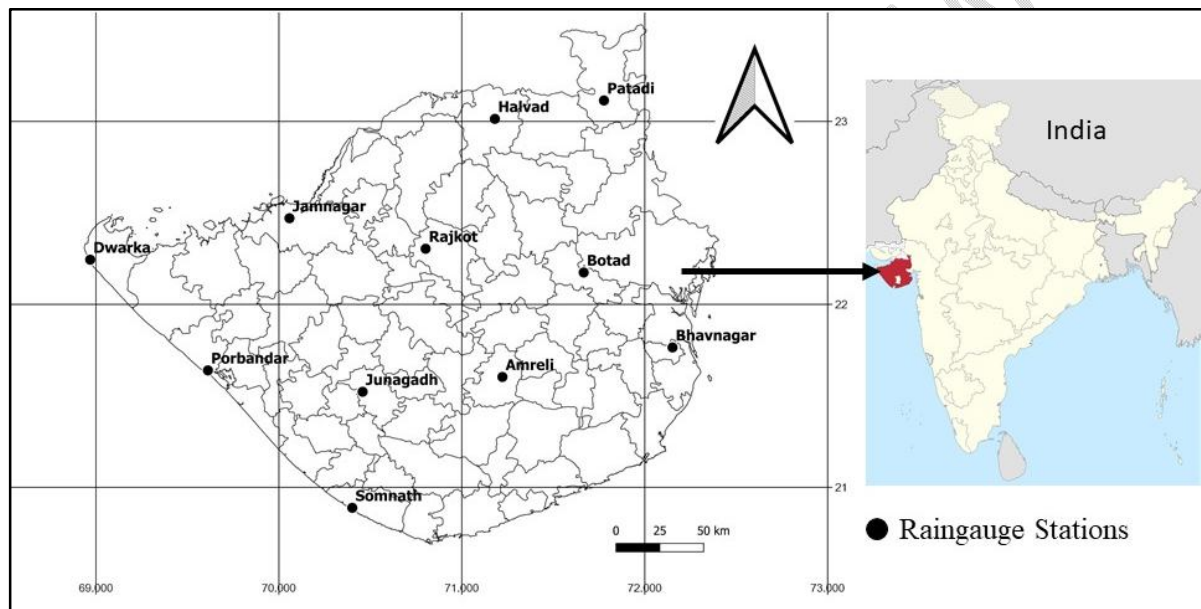 Patadi
Halvad
23
India
Jamnagar
Rajkot
Dwarka
Botad
22
Bhavnagar
Porbandar
Amreli
Junagadh
21
Somnath
0 25 50 km
Raingauge Stations
69.000 70.000 71.000 72.000 73.000